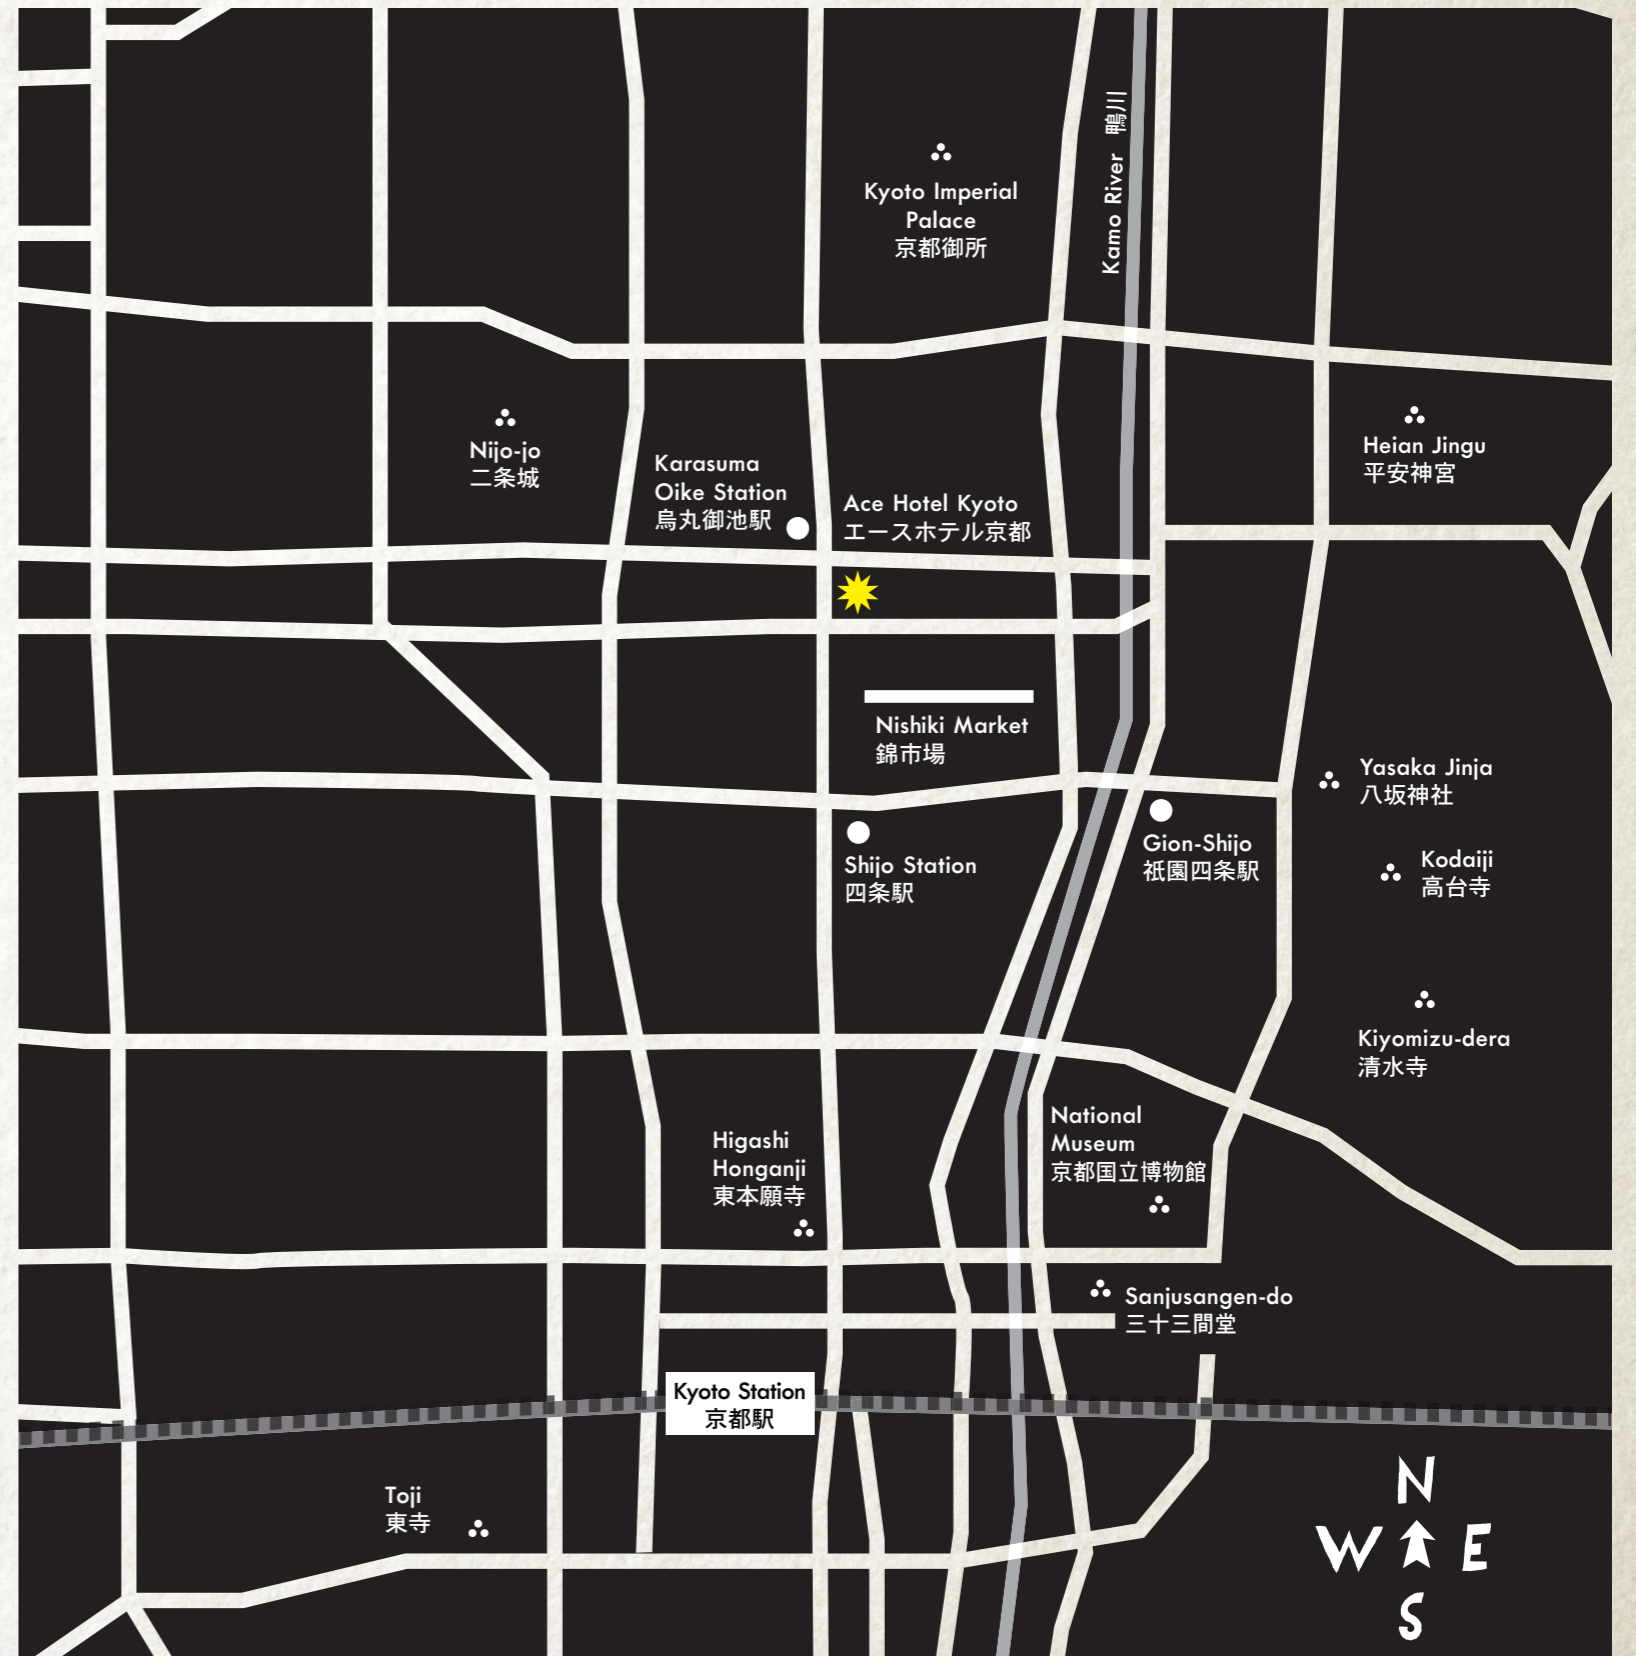 Kamo River 鴨川
Kyoto Imperial
Palace
京都御所
Nijo-jo
二条城
Karasuma
Oike Station
烏丸御池駅
Ace Hotel Kyoto
エースホテル京都
Heian Jingu
平安神宮
Nishiki Market
錦市場
Yasaka Jinja
八坂神社
Shijo Station
四条駅
Gion-Shijo
祇園四条駅
Kodaiji
高台寺
Kiyomizu-dera
清水寺
Higashi
Honganji
東本願寺
National
Museum
京都国立博物館
Sanjusangen-do
三十三間堂
Kyoto Station
京都駅
Toji
東寺
N
W E
S